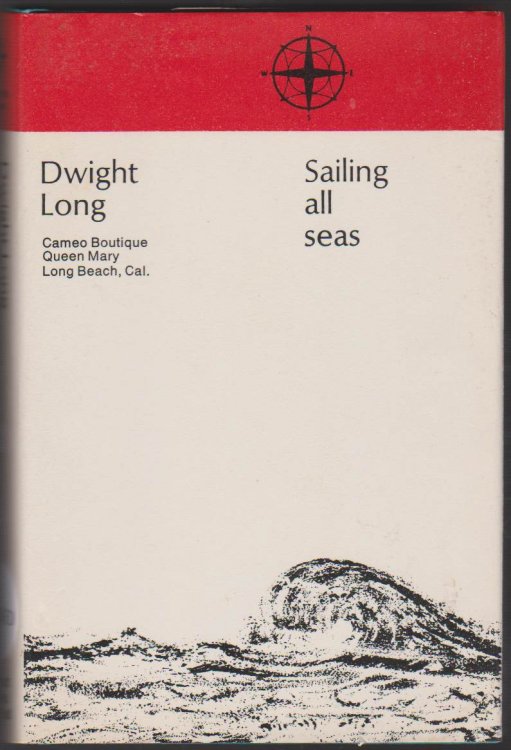 N
W
E
S
Dwight
Long
Cameo Boutique
Queen Mary
Long Beach, Cal.
Sailing
all
seas